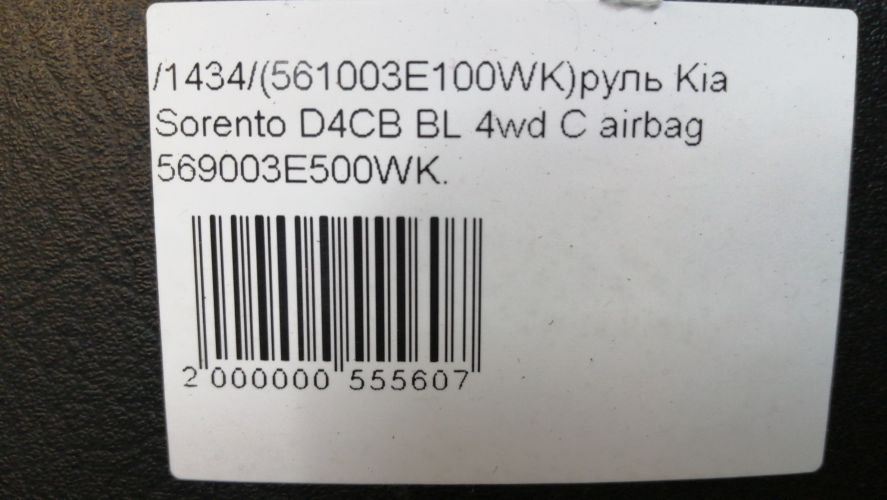 /1434/(561003E100WK)руль Kia
Sorento D4CB BL 4wd C airbag
569003E500WK.
2 000000 555607